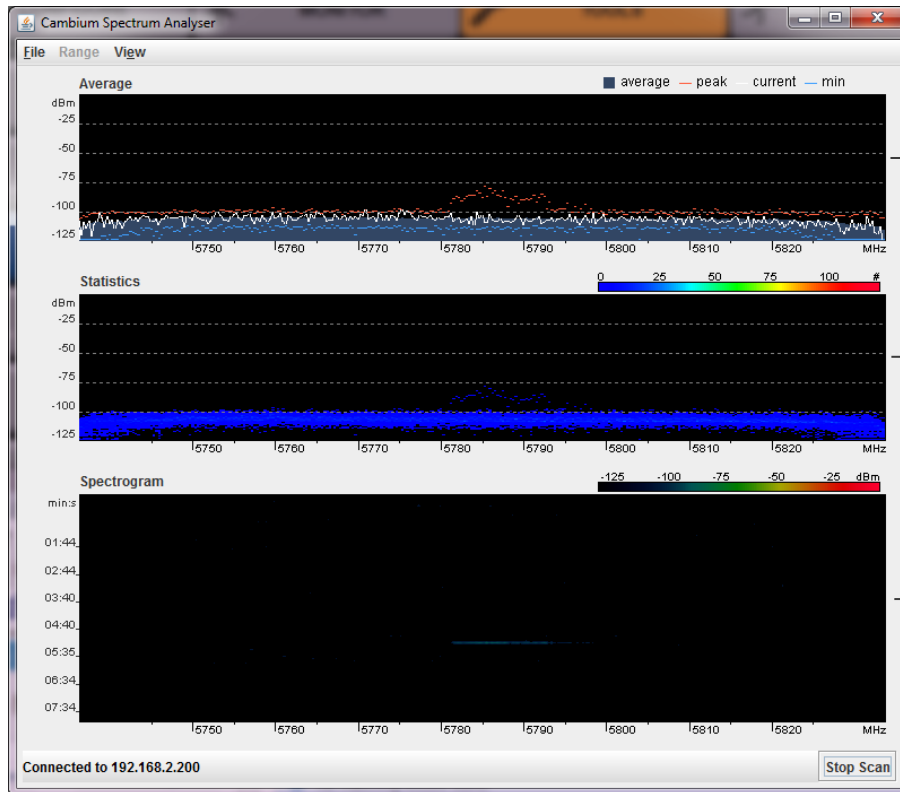 Cambium Spectrum Analyser
File Range View
Average
average peak current min
dBm
-25
-50
-75
-100
-125
5750 5760 5770 5780 5790 5800 5810 5820 MHz
Statistics
0 25 50 75 100 #
dBm
-25
-50
-75
-100
-125
5750 5760 5770 5780 5790 5800 5810 5820 MHz
Spectrogram
-125 -100 -75 -50 -25 dBm
min:s
01:44
02:44
03:40
04:40
05:35
06:34
07:34
5750 5760 5770 5780 5790 5800 5810 5820 MHz
Connected to 192.168.2.200
Stop Scan